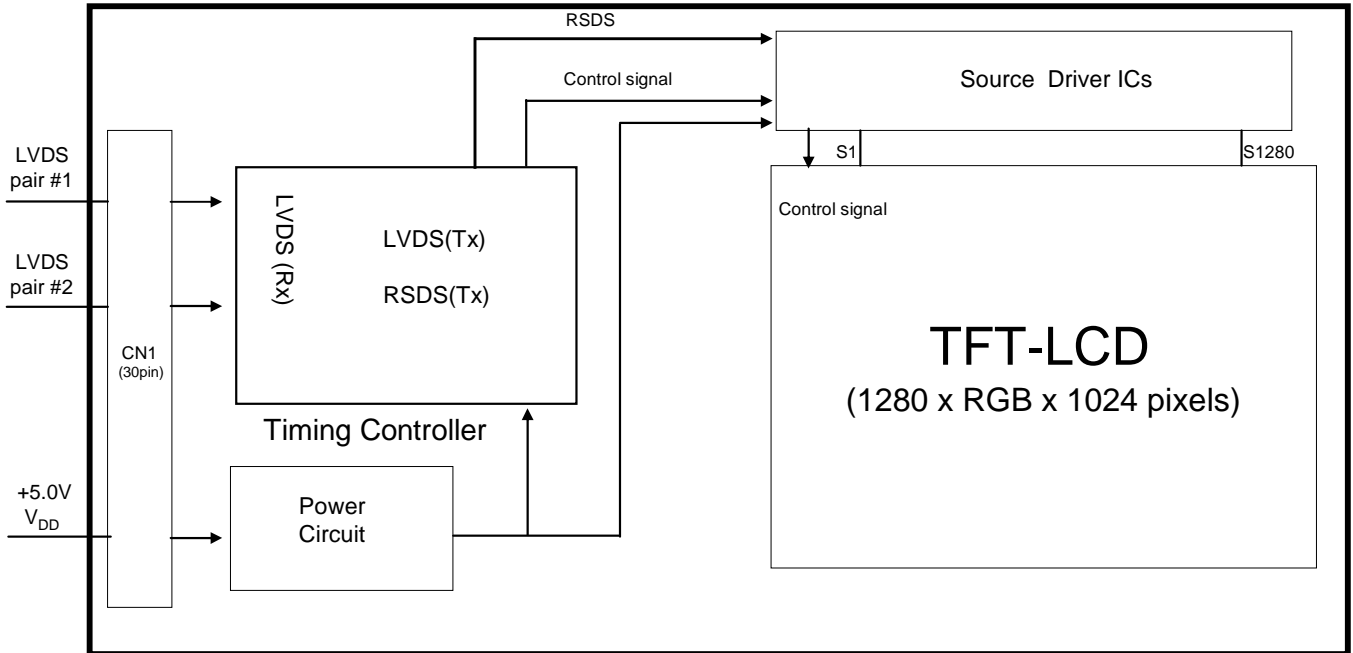 RSDS
Control signal
Source Driver ICs
S1
S1280
Control signal
TFT-LCD
(1280 x RGB x 1024 pixels)
LVDS
pair #1
LVDS
pair #2
CN1
(30pin)
LVDS (Rx)
LVDS(Tx)
RSDS(Tx)
Timing Controller
+5.0V
VDD
Power
Circuit